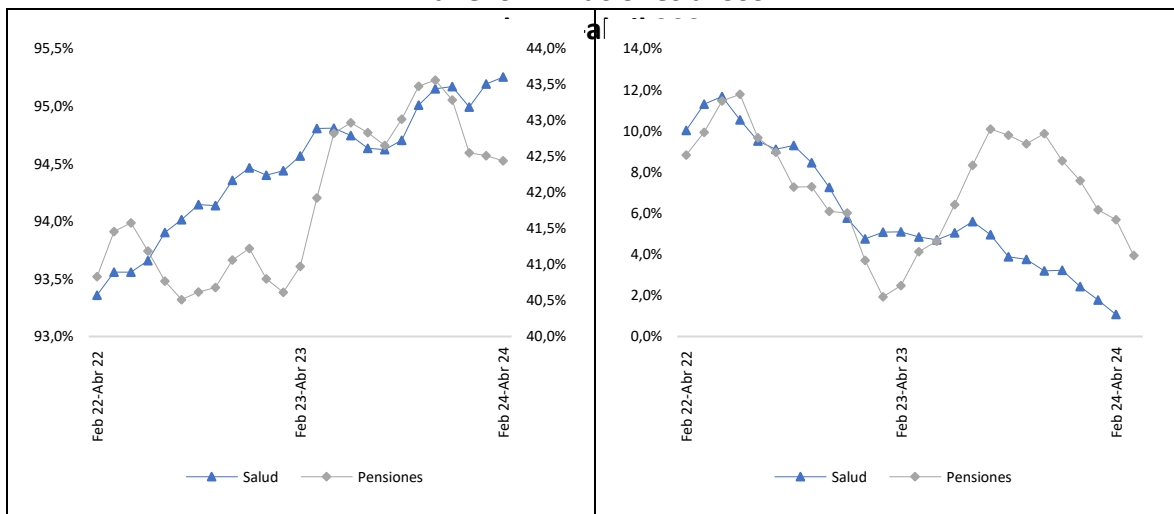 95,5%
95,0%
94,5%
94,0%
93,5%
93,0%
44,0%
43,5%
43,0%
42,5%
42,0%
41,5%
41,0%
40,5%
40,0%
Feb 22-Abr 22
Feb 23-Abr 23
Feb 24-Abr 24
Salud Pensiones
14,0%
12,0%
10,0%
8,0%
6,0%
4,0%
2,0%
0,0%
Feb 22-Abr 22
Feb 23-Abr 23
Feb 24-Abr 24
Salud Pensiones